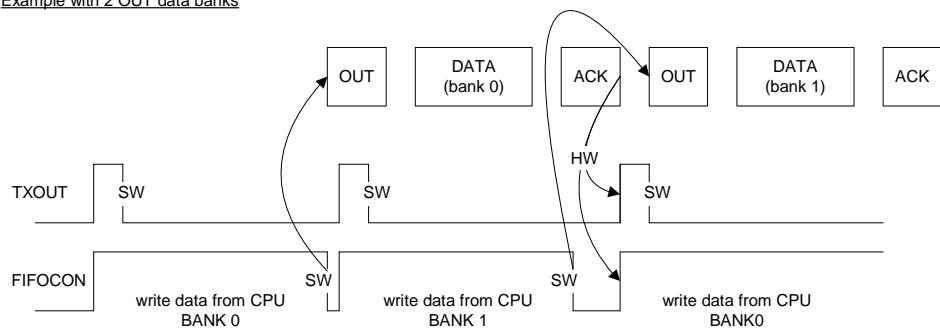 Example with 2 OUT data banks
OUT
DATA
(bank 0)
ACK
OUT
DATA
(bank 1)
ACK
HW
TXOUT
SW
SW
SW
FIFOCON
SW
SW
write data from CPU
BANK 0
write data from CPU
BANK 1
write data from CPU
BANK0